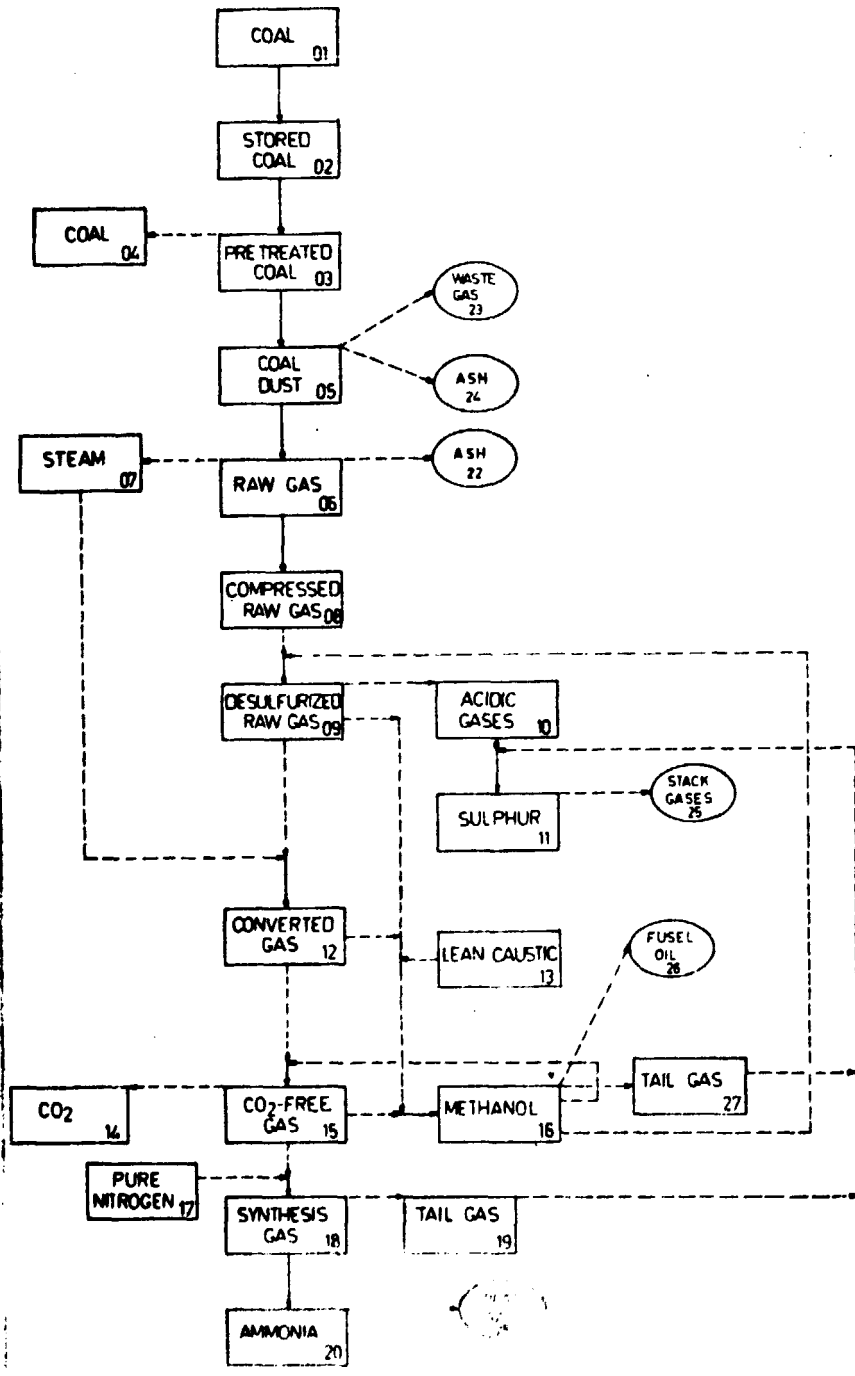 COAL
01
STORED
COAL
02
COAL
04
PRETREATED
COAL
03
WASTE
GAS
23
COAL
DUST
05
ASH
24
STEAM
07
RAW GAS
06
ASH
22
COMPRESSED
RAW GAS
08
DESULFURIZED
RAW GAS
09
ACIDIC
GASES
10
SULPHUR
11
STACK
GASES
25
CONVERTED
GAS
12
LEAN CAUSTIC
13
FUSEL
OIL
26
CO2
14
CO2-FREE
GAS
15
METHANOL
16
TAIL GAS
27
PURE
NITROGEN
17
SYNTHESIS
GAS
18
TAIL GAS
19
AMMONIA
20